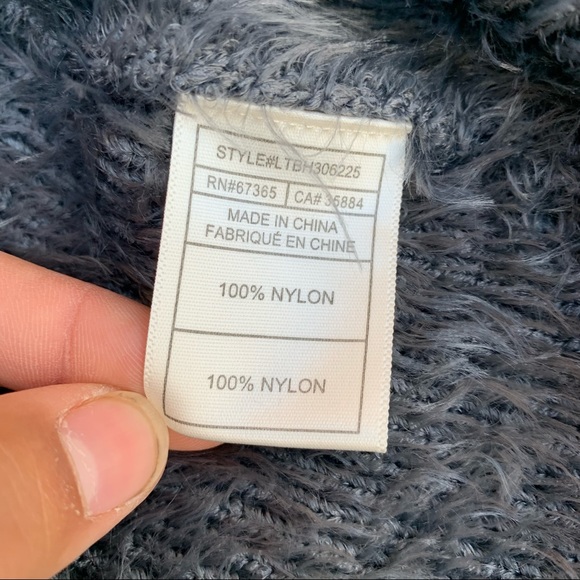 STYLE#LTBH306225
RN#67365 CA# 35884
MADE IN CHINA
FABRIQUÉ EN CHINE
100% NYLON
100% NYLON